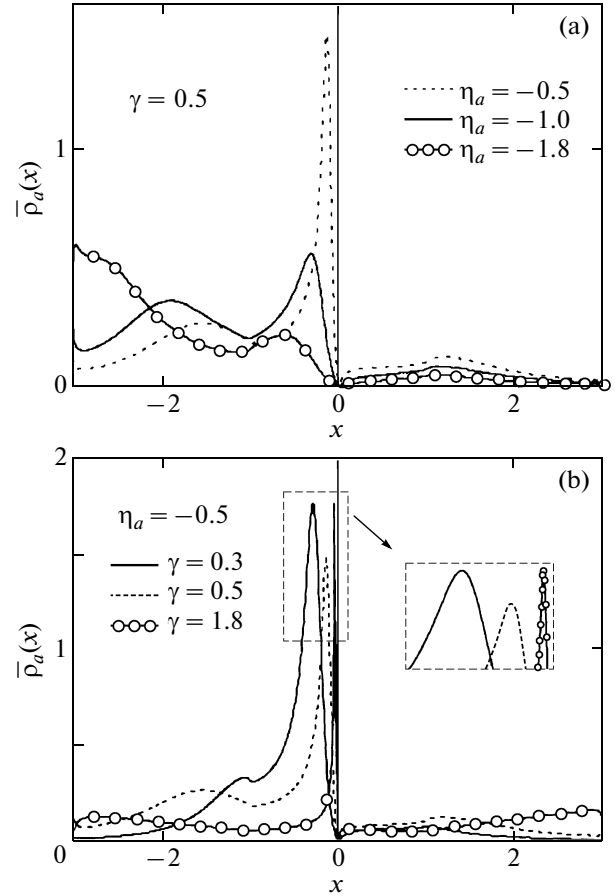 (a)
γ = 0.5
η_a = −0.5
η_a = −1.0
η_a = −1.8
1
0
ρ̅_a(x)
−2 0 2
x
2
(b)
η_a = −0.5
γ = 0.3
γ = 0.5
γ = 1.8
1
ρ̅_a(x)
0 −2 0 2
x